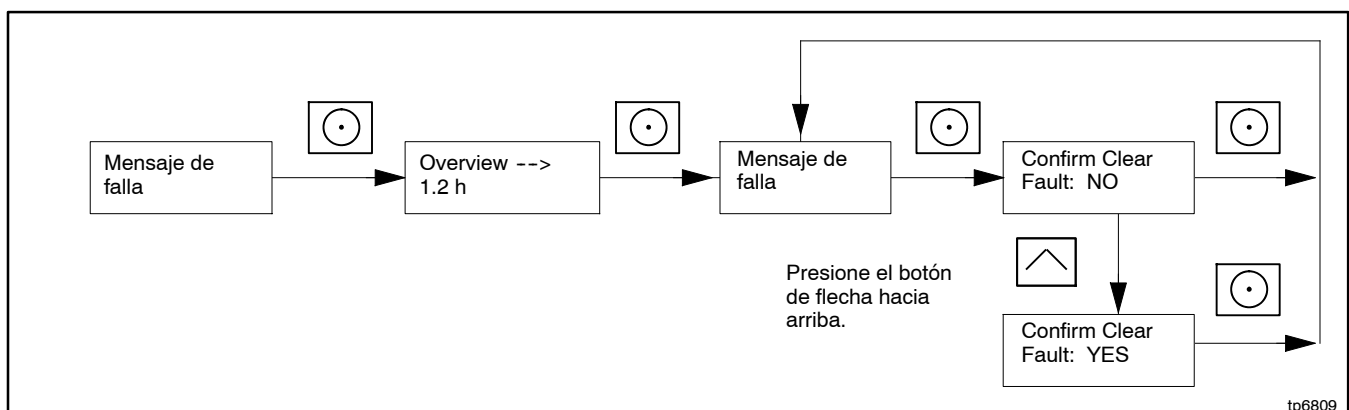 Mensaje de
falla
Overview -->
1.2 h
Mensaje de
falla
Confirm Clear
Fault: NO
Presione el botón
de flecha hacia
arriba.
Confirm Clear
Fault: YES
tp6809